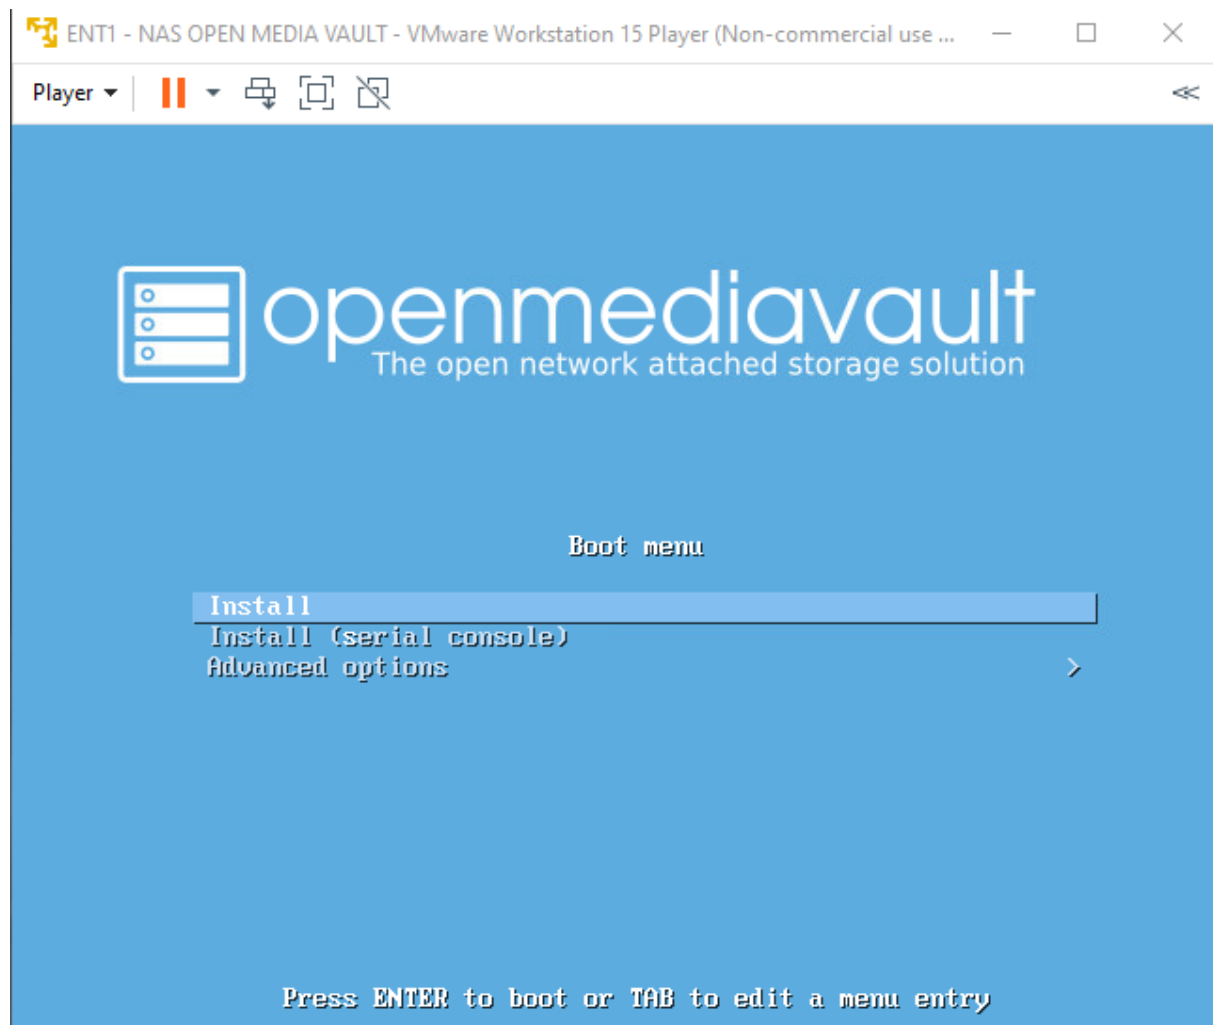 ENT1 - NAS OPEN MEDIA VAULT - VMware Workstation 15 Player (Non-commercial use ...
Player
openmediavault
The open network attached storage solution
Boot menu
Install
Install (serial console)
Advanced options >
Press ENTER to boot or TAB to edit a menu entry